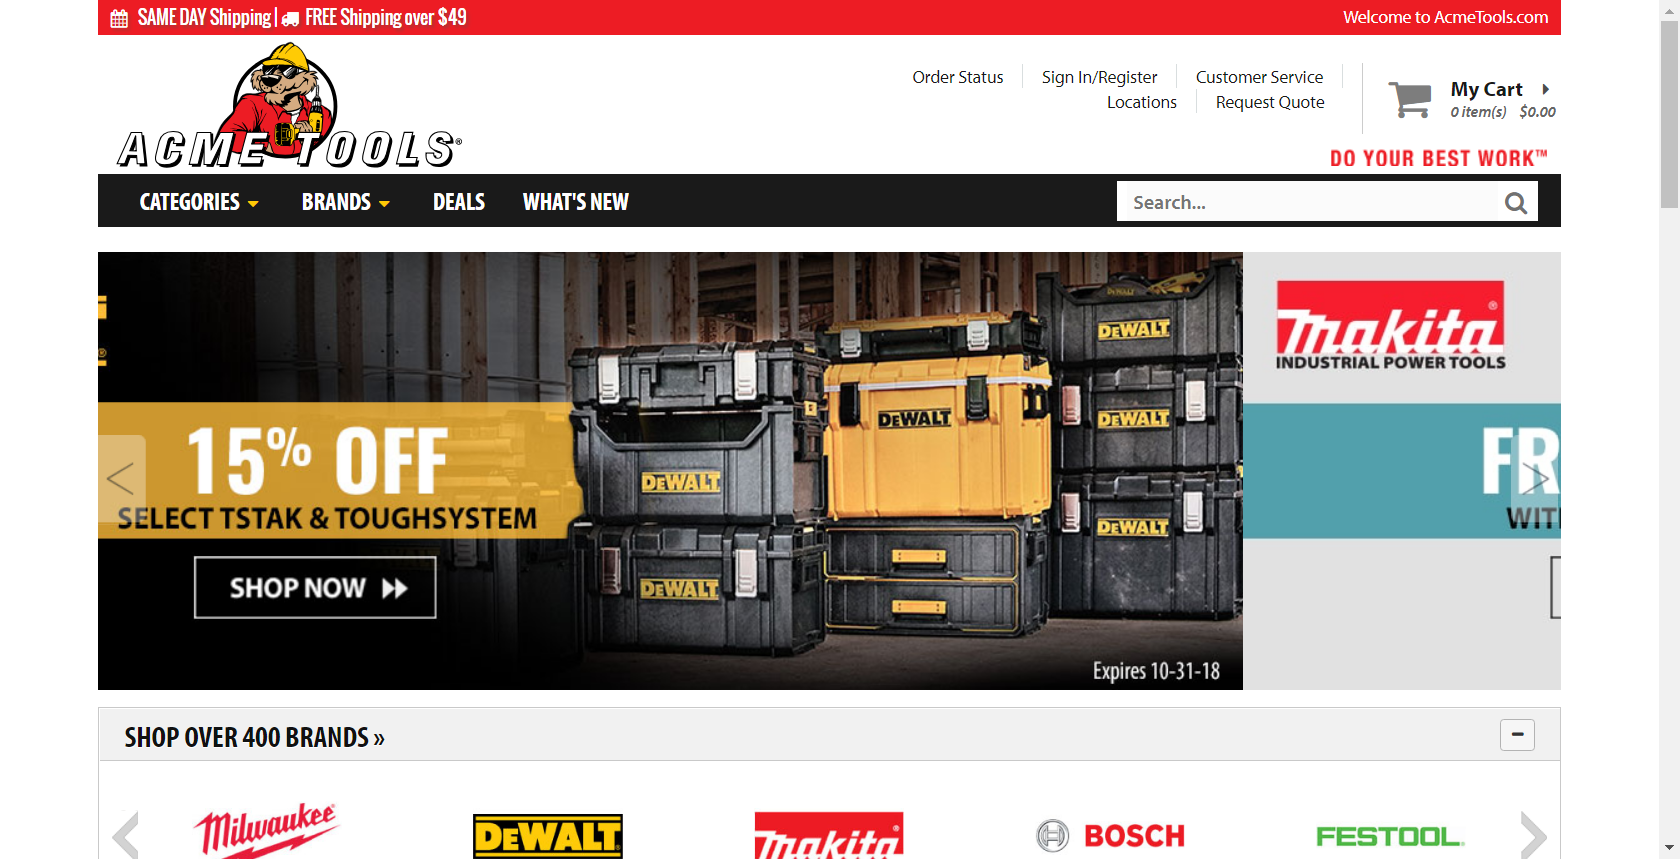 SAME DAY Shipping | FREE Shipping over $49
Welcome to AcmeTools.com
ACME TOOLS®
Order Status
Sign In/Register
Customer Service
Locations
Request Quote
My Cart
0 item(s) $0.00
DO YOUR BEST WORK™
CATEGORIES
BRANDS
DEALS
WHAT'S NEW
Search...
15% OFF
SELECT TSTAK & TOUGHSYSTEM
SHOP NOW
DEWALT
DEWALT
DEWALT
DEWALT
DEWALT
DEWALT
Expires 10-31-18
Makita®
INDUSTRIAL POWER TOOLS
FR
WIT
SHOP OVER 400 BRANDS »
Milwaukee®
DEWALT
Makita®
BOSCH
FESTOOL